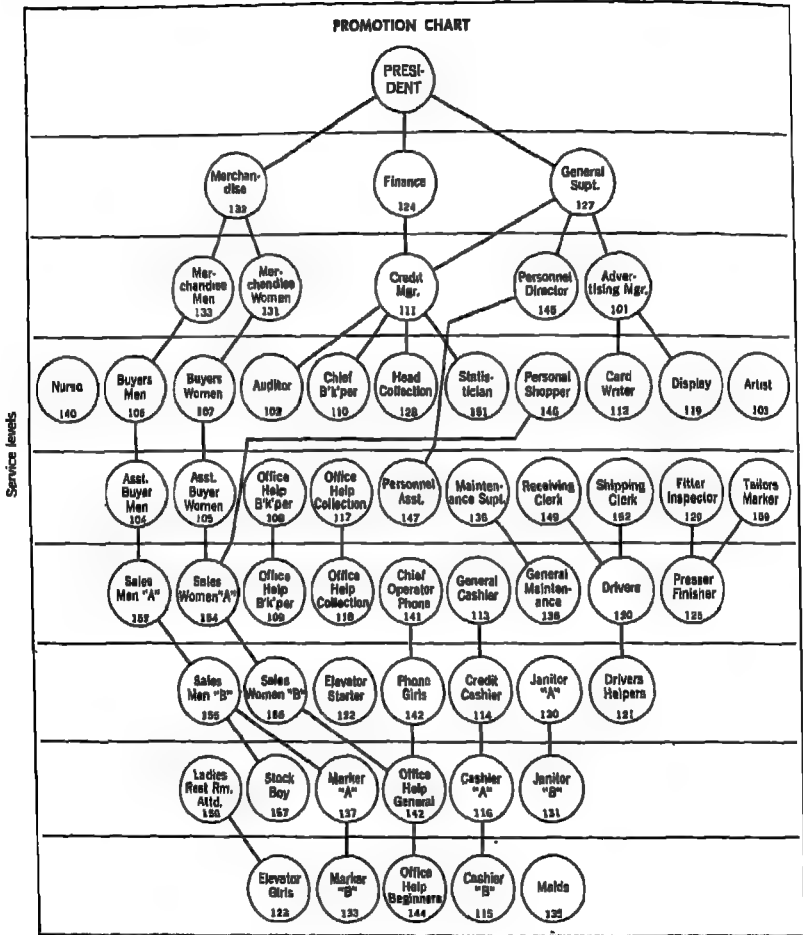 PROMOTION CHART
PRESI-
DENT
Merchan-
dise
132
Finance
124
General
Supt.
127
Mer-
chandise
Men
133
Mer-
chandise
Women
131
Credit
Mgr.
111
Personnel
Director
Adver-
tising Mgr.
101
Service levels
Nurse
140
Buyers
Men
106
Buyers
Women
107
Auditor
102
Chief
B'k'per
110
Head
Collection
128
Statis-
tician
151
Personal
Shopper
146
Card
Writer
112
Display
119
Artist
103
Asst.
Buyer
Men
104
Asst.
Buyer
Women
105
Office
Help
B'k'per
108
Office
Help
Collection
117
Personnel
Asst.
147
Mainten-
ance Supt.
136
Receiving
Clerk
149
Shipping
Clerk
152
Fitter
Inspector
129
Tailors
Marker
159
Sales
Men "A"
157
Sales
Women "A"
154
Office
Help
B'k'per
109
Office
Help
Collection
118
Chief
Operator
Phone
141
General
Cashier
113
General
Mainten-
ance
136
Drivers
120
Presser
Finisher
125
Sales
Men "B"
155
Sales
Women "B"
156
Elevator
Starter
122
Phone
Girls
142
Credit
Cashier
114
Janitor
"A"
130
Drivers
Helpers
121
Ladies
Rest Rm.
Attd.
150
Stock
Boy
157
Marker
"A"
137
Office
Help
General
142
Cashier
"A"
116
Janitor
"B"
131
Elevator
Girls
122
Marker
"B"
133
Office
Help
Beginners
144
Cashier
"B"
115
Maids
135